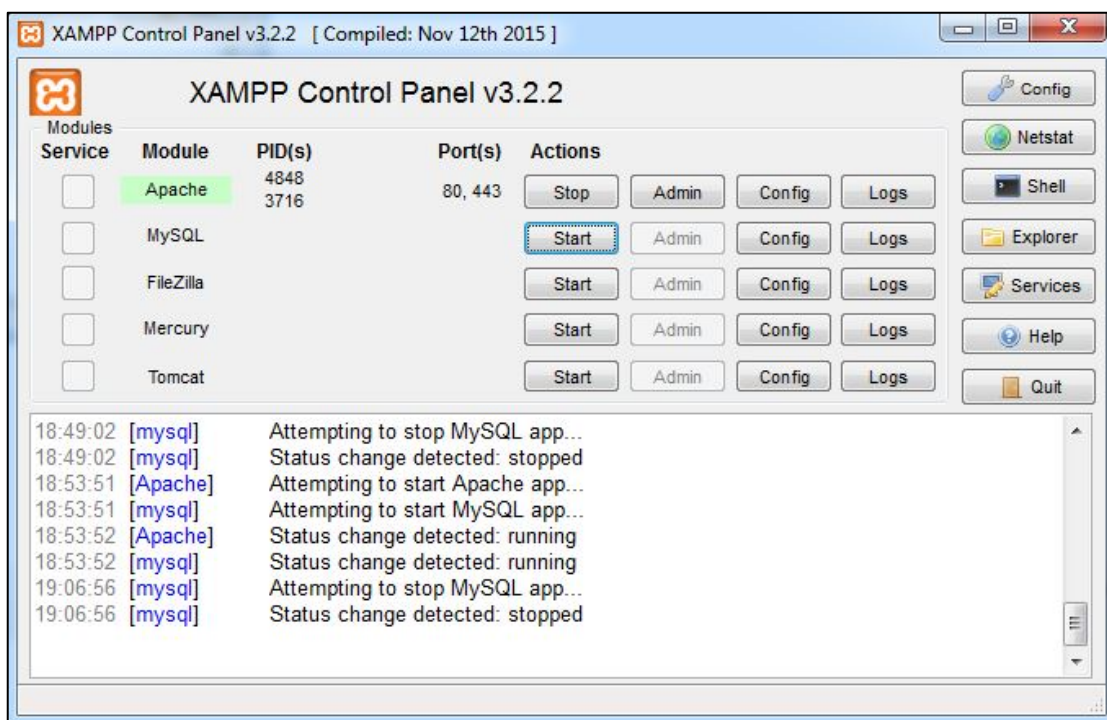 XAMPP Control Panel v3.2.2 [ Compiled: Nov 12th 2015 ]
XAMPP Control Panel v3.2.2
Config
Modules
Service Module PID(s) Port(s) Actions
Netstat
Apache 4848 3716 80, 443 Stop Admin Config Logs
Shell
MySQL Start Admin Config Logs
Explorer
FileZilla Start Admin Config Logs
Services
Mercury Start Admin Config Logs
Help
Tomcat Start Admin Config Logs
Quit
18:49:02 [mysql] Attempting to stop MySQL app...
18:49:02 [mysql] Status change detected: stopped
18:53:51 [Apache] Attempting to start Apache app...
18:53:51 [mysql] Attempting to start MySQL app...
18:53:52 [Apache] Status change detected: running
18:53:52 [mysql] Status change detected: running
19:06:56 [mysql] Attempting to stop MySQL app...
19:06:56 [mysql] Status change detected: stopped